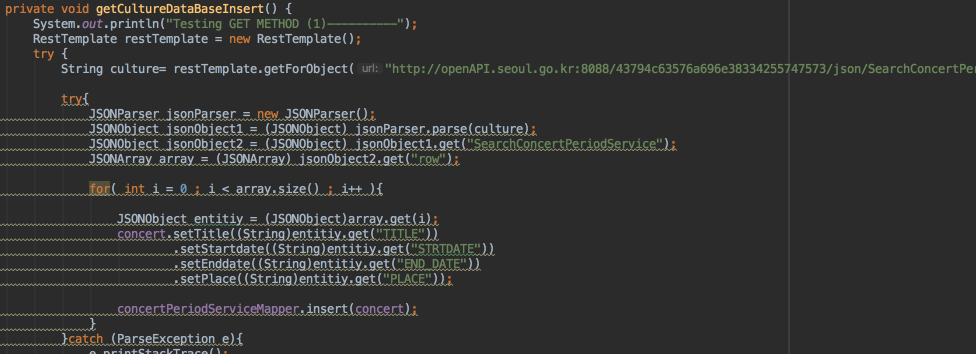 private void getCultureDataBaseInsert() {
System.out.println("Testing GET METHOD (1)----------");
RestTemplate restTemplate = new RestTemplate();
try {
String culture= restTemplate.getForObject( url: "http://openAPI.seoul.go.kr:8088/43794c63576a696e38334255747573/json/SearchConcertPe
try{
JSONParser jsonParser = new JSONParser();
JSONObject jsonObject1 = (JSONObject) jsonParser.parse(culture);
JSONObject jsonObject2 = (JSONObject) jsonObject1.get("SearchConcertPeriodService");
JSONArray array = (JSONArray) jsonObject2.get("row");
for( int i = 0 ; i < array.size() ; i++ ){
JSONObject entitiy = (JSONObject)array.get(i);
concert.setTitle((String)entitiy.get("TITLE"))
.setStartdate((String)entitiy.get("STRTDATE"))
.setEnddate((String)entitiy.get("END_DATE"))
.setPlace((String)entitiy.get("PLACE"));
concertPeriodServiceMapper.insert(concert);
}
}catch (ParseException e){
e.printStackTrace();